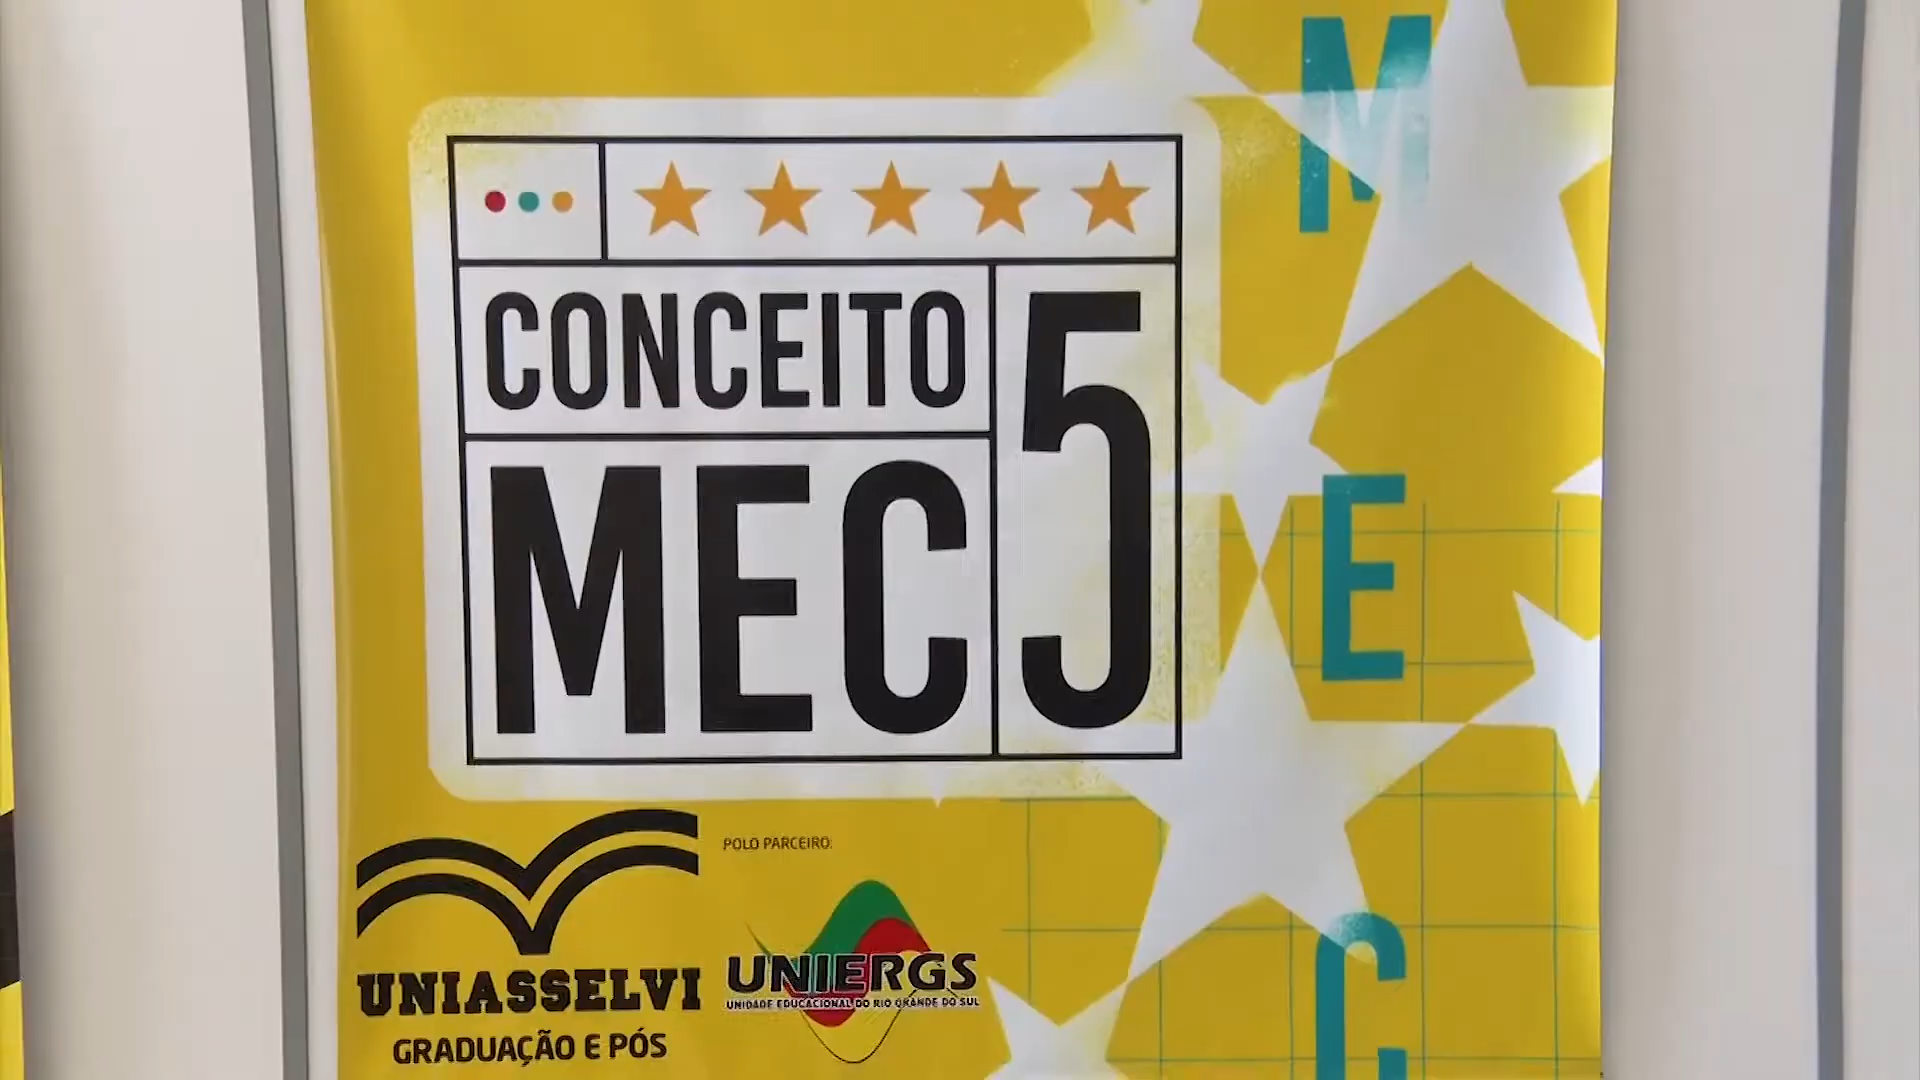 CONCEITO
MEC 5
UNIASSELVI
GRADUAÇÃO E PÓS
POLO PARCEIRO:
UNIERGS
UNIDADE EDUCACIONAL DO RIO GRANDE DO SUL
M
E
C